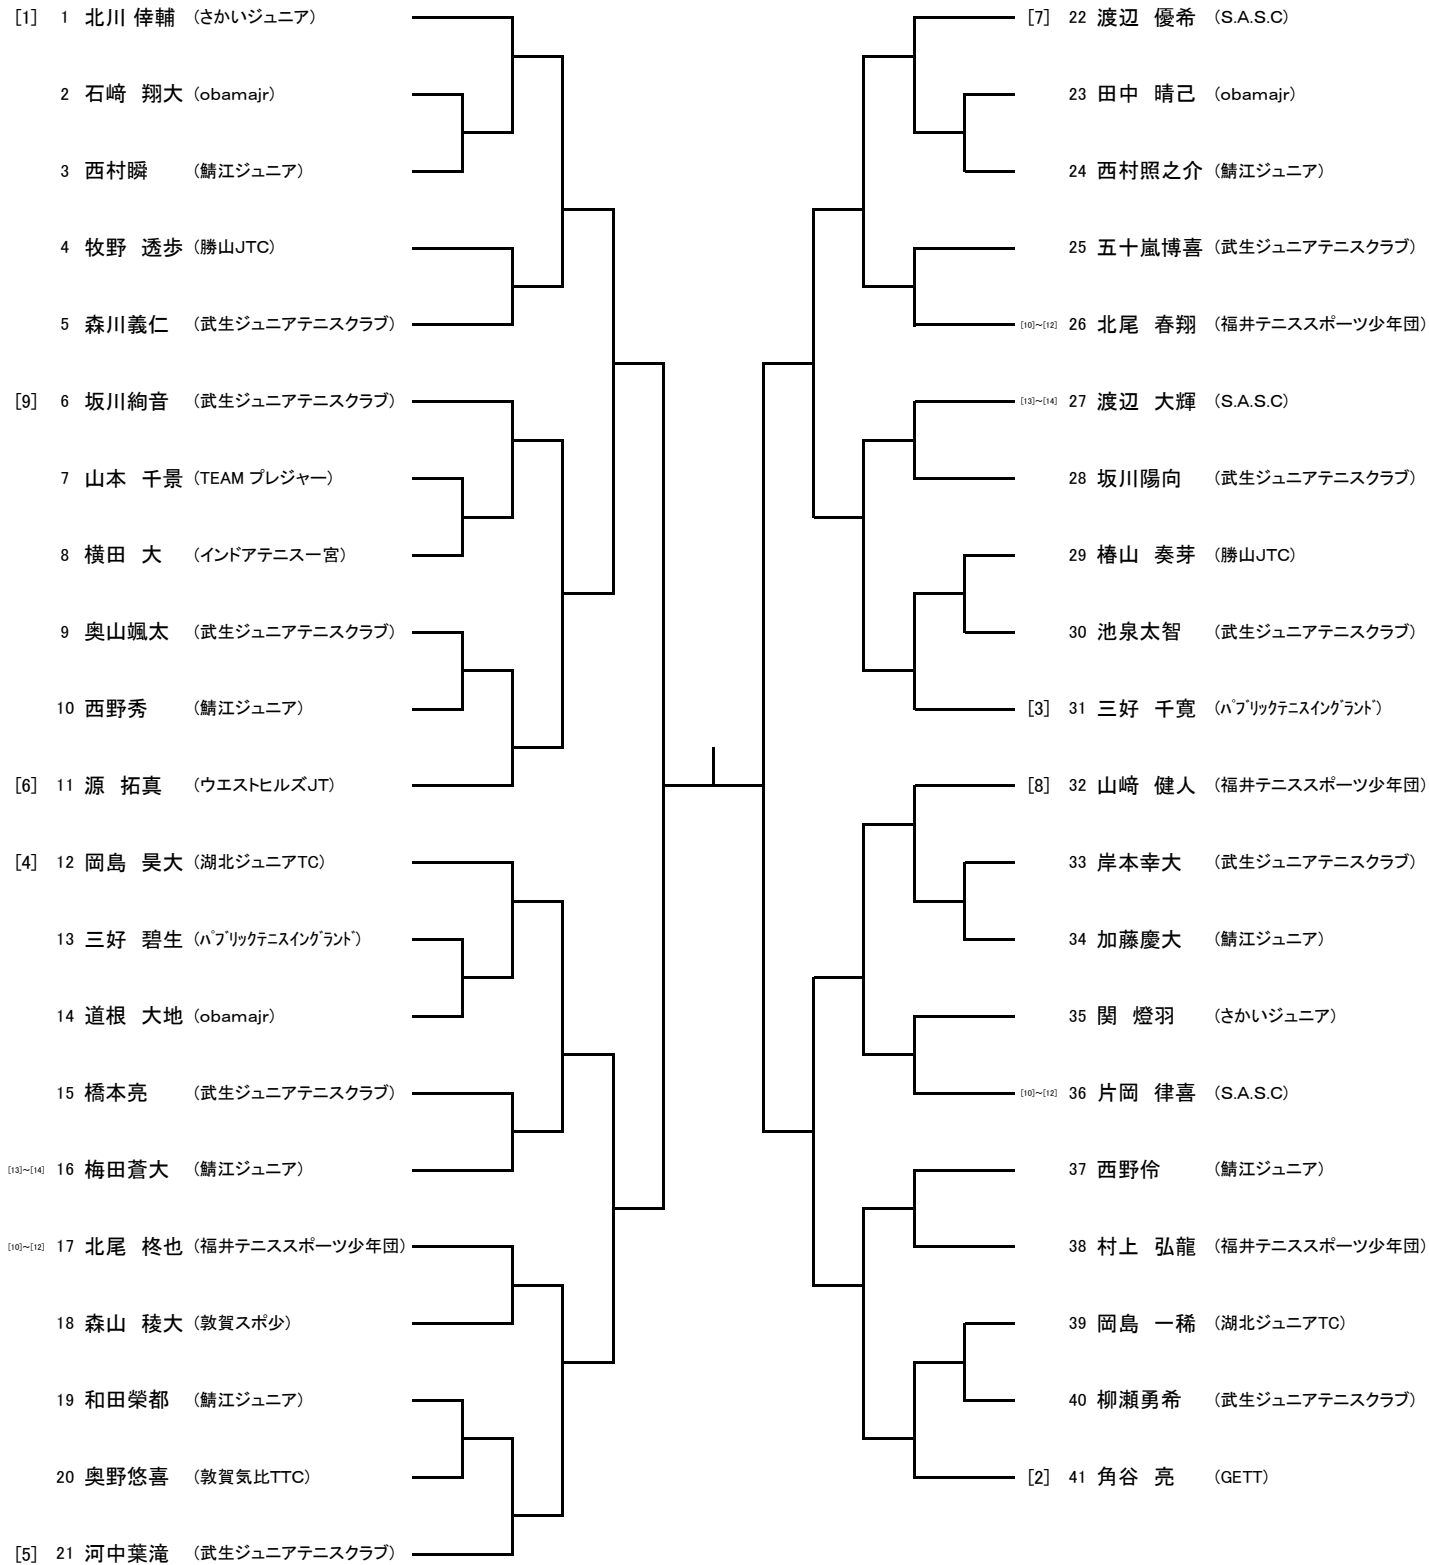 [1] 1 北川 倖輔 (さかいジュニア)
2 石﨑 翔大 (obamajr)
3 西村瞬 (鯖江ジュニア)
4 牧野 透歩 (勝山JTC)
5 森川義仁 (武生ジュニアテニスクラブ)
[9] 6 坂川絢音 (武生ジュニアテニスクラブ)
7 山本 千景 (TEAM プレジャー)
8 横田 大 (インドアテニス一宮)
9 奥山颯太 (武生ジュニアテニスクラブ)
10 西野秀 (鯖江ジュニア)
[6] 11 源 拓真 (ウエストヒルズJT)
[4] 12 岡島 昊大 (湖北ジュニアTC)
13 三好 碧生 (ﾊﾟﾌﾞﾘｯｸﾃﾆｽｲﾝｸﾞﾗﾝﾄﾞ)
14 道根 大地 (obamajr)
15 橋本亮 (武生ジュニアテニスクラブ)
[13]~[14] 16 梅田蒼大 (鯖江ジュニア)
[10]~[12] 17 北尾 柊也 (福井テニススポーツ少年団)
18 森山 稜大 (敦賀スポ少)
19 和田榮都 (鯖江ジュニア)
20 奥野悠喜 (敦賀気比TTC)
[5] 21 河中葉滝 (武生ジュニアテニスクラブ)
[7] 22 渡辺 優希 (S.A.S.C)
23 田中 晴己 (obamajr)
24 西村照之介 (鯖江ジュニア)
25 五十嵐博喜 (武生ジュニアテニスクラブ)
[10]~[12] 26 北尾 春翔 (福井テニススポーツ少年団)
[13]~[14] 27 渡辺 大輝 (S.A.S.C)
28 坂川陽向 (武生ジュニアテニスクラブ)
29 椿山 奏芽 (勝山JTC)
30 池泉太智 (武生ジュニアテニスクラブ)
[3] 31 三好 千寛 (ﾊﾟﾌﾞﾘｯｸﾃﾆｽｲﾝｸﾞﾗﾝﾄﾞ)
[8] 32 山﨑 健人 (福井テニススポーツ少年団)
33 岸本幸大 (武生ジュニアテニスクラブ)
34 加藤慶大 (鯖江ジュニア)
35 関 燈羽 (さかいジュニア)
[10]~[12] 36 片岡 律喜 (S.A.S.C)
37 西野伶 (鯖江ジュニア)
38 村上 弘龍 (福井テニススポーツ少年団)
39 岡島 一稀 (湖北ジュニアTC)
40 柳瀬勇希 (武生ジュニアテニスクラブ)
[2] 41 角谷 亮 (GETT)